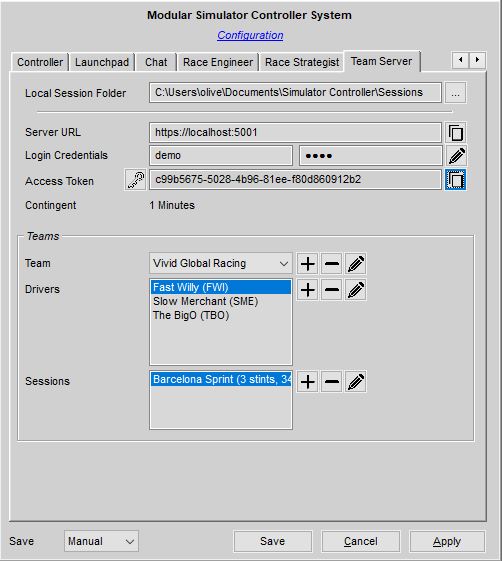 Modular Simulator Controller System
Configuration
Controller Launchpad Chat Race Engineer Race Strategist Team Server
Local Session Folder C:\Users\olive\Documents\Simulator Controller\Sessions ...
Server URL https://localhost:5001
Login Credentials demo ●●●●
Access Token c99b5675-5028-4b96-81ee-f80d860912b2
Contingent 1 Minutes
Teams
Team Vivid Global Racing
Drivers Fast Willy (FWI)
Slow Merchant (SME)
The BigO (TBO)
Sessions Barcelona Sprint (3 stints, 34
Save Manual Save Cancel Apply